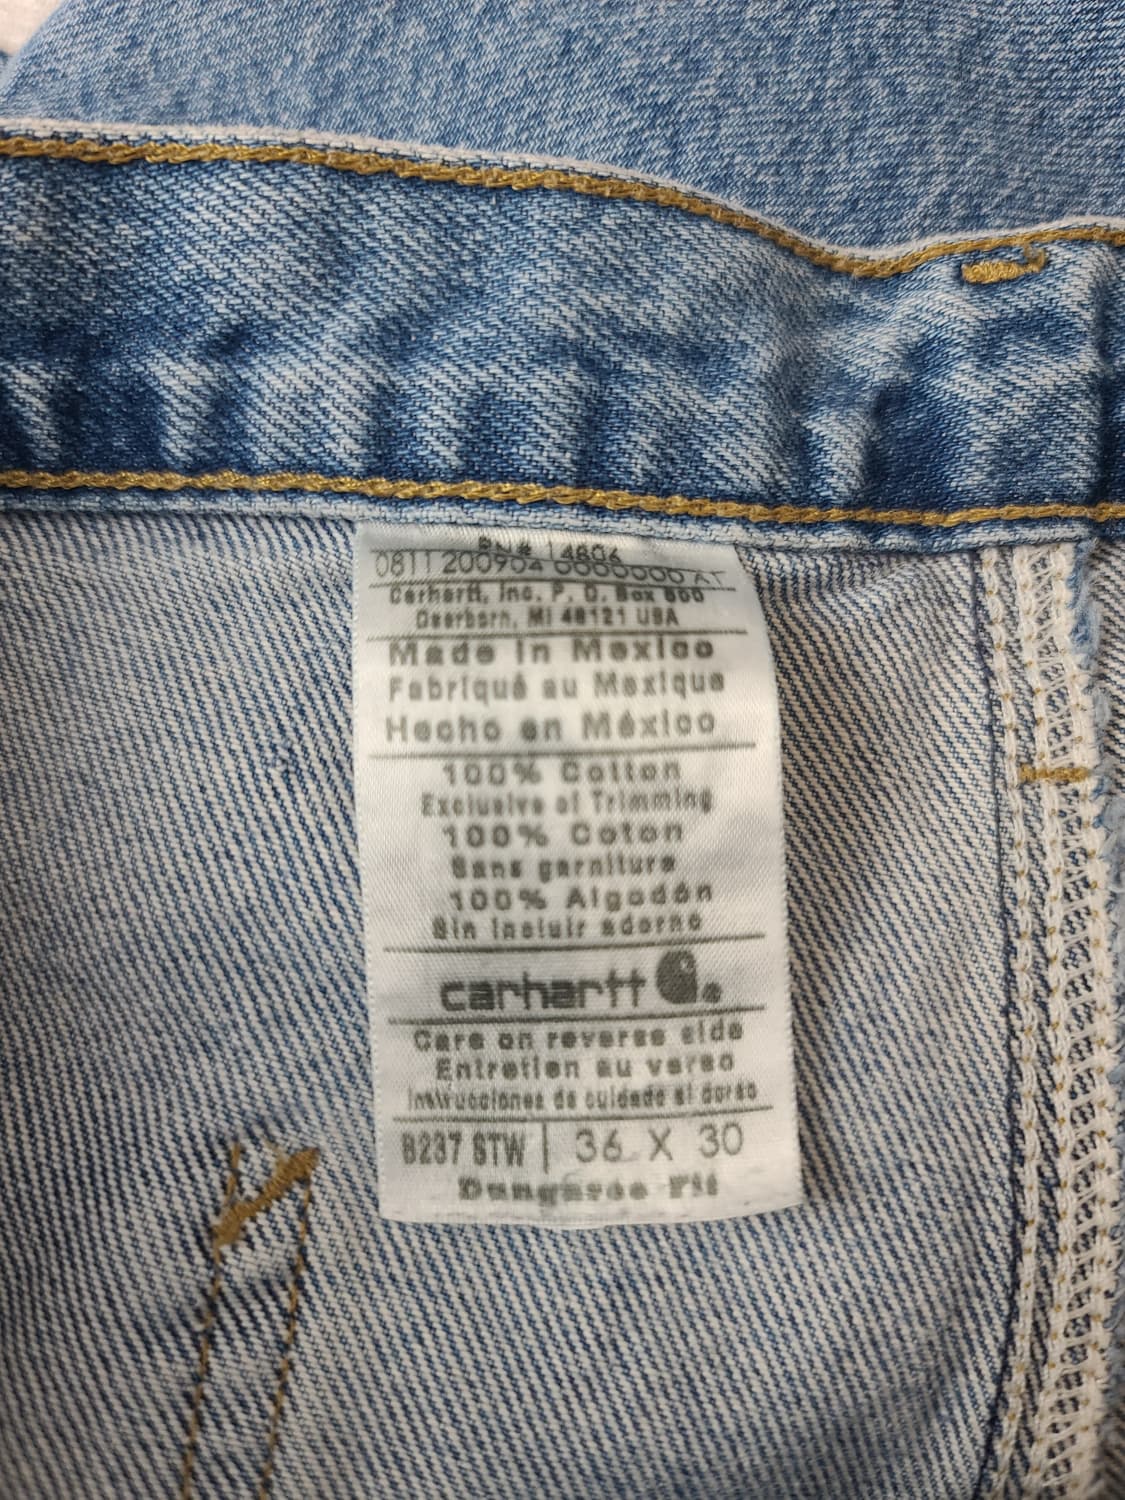 RN# 14806
0811 200904 0000000 AT
Carhartt, Inc. P. O. Box 600
Dearborn, MI 48121 USA
Made in Mexico
Fabriqué au Mexique
Hecho en México
100% Cotton
Exclusive of Trimming
100% Coton
Sans garniture
100% Algodón
Sin incluir adorno
carhartt
Care on reverse side
Entretien au verso
Instrucciones de cuidado al dorso
B237 STW | 36 X 30
Dungaree Fit